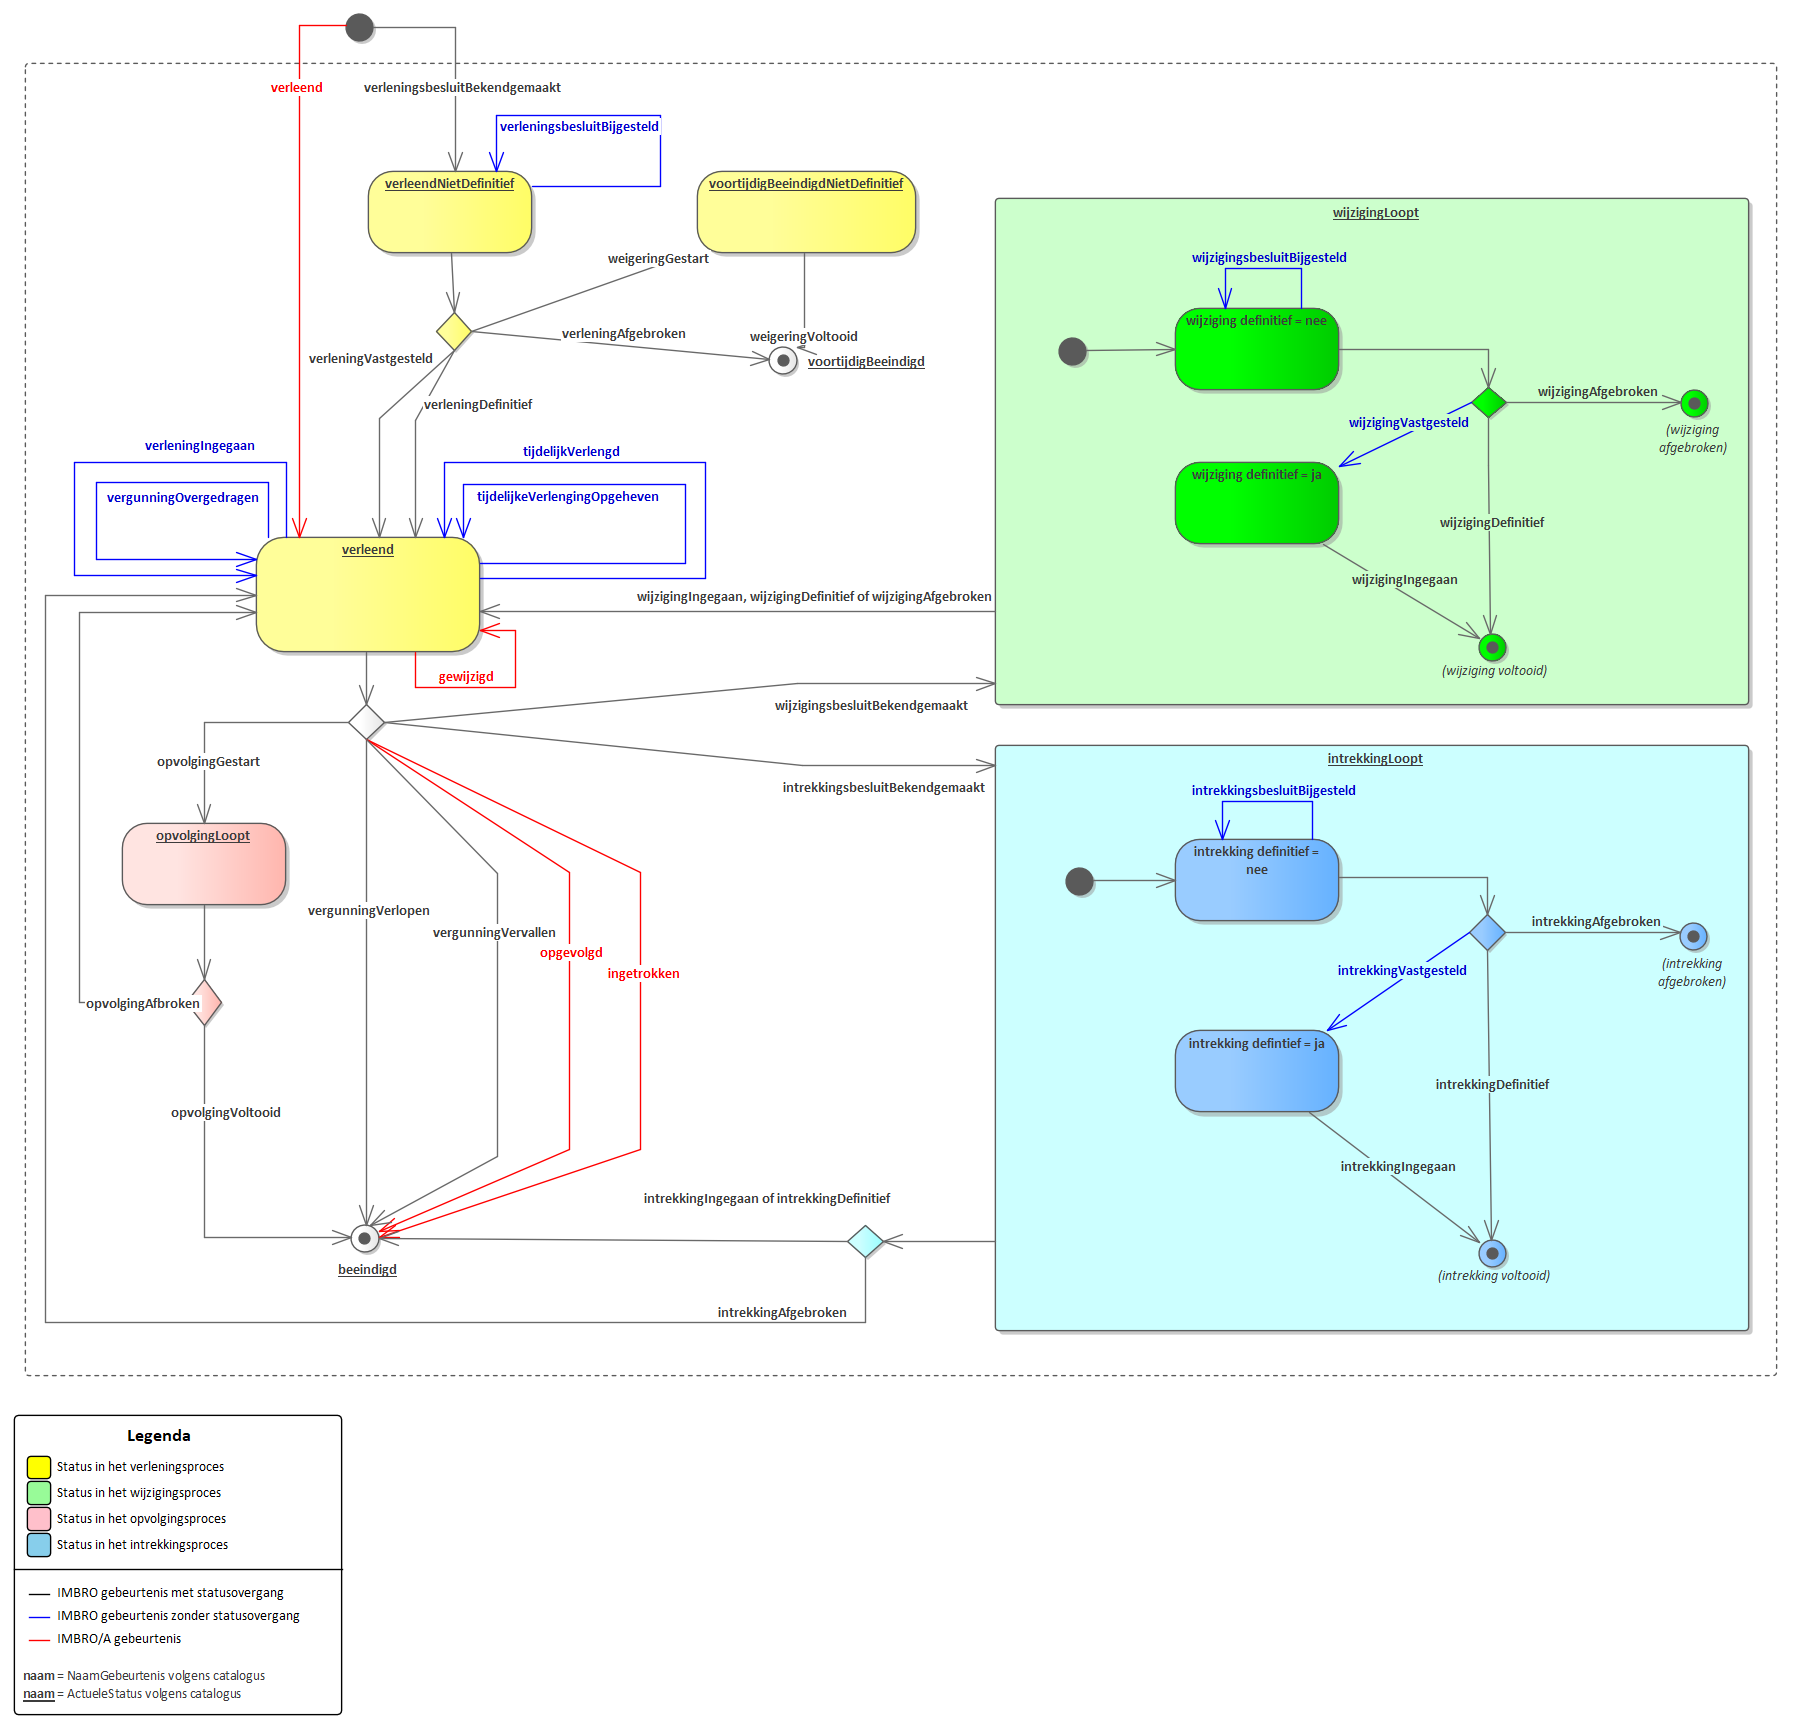 verleend
verleningsbesluitBekendgemaakt
verleningsbesluitBijgesteld
verleendNietDefinitief
voortijdigBeeindigdNietDefinitief
weigeringGestart
verleningAfgebroken
weigeringVoltooid
voortijdigBeeindigd
verleningVastgesteld
verleningDefinitief
verleningIngegaan
vergunningOvergedragen
tijdelijkVerlengd
tijdelijkeVerlengingOpgeheven
verleend
wijzigingIngegaan, wijzigingDefinitief of wijzigingAfgebroken
gewijzigd
wijzigingsbesluitBekendgemaakt
intrekkingsbesluitBekendgemaakt
opvolgingGestart
opvolgingLoopt
opvolgingAfbroken
opvolgingVoltooid
vergunningVerlopen
vergunningVervallen
opgevolgd
ingetrokken
intrekkingIngegaan of intrekkingDefinitief
beeindigd
intrekkingAfgebroken
wijzigingLoopt
wijzigingsbesluitBijgesteld
wijziging definitief = nee
wijzigingAfgebroken
(wijziging
afgebroken)
wijzigingVastgesteld
wijziging definitief = ja
wijzigingDefinitief
wijzigingIngegaan
(wijziging voltooid)
intrekkingLoopt
intrekkingsbesluitBijgesteld
intrekking definitief =
nee
intrekkingAfgebroken
(intrekking
afgebroken)
intrekkingVastgesteld
intrekking defintief = ja
intrekkingDefinitief
intrekkingIngegaan
(intrekking voltooid)
Legenda
Status in het verleningsproces
Status in het wijzigingsproces
Status in het opvolgingsproces
Status in het intrekkingsproces
IMBRO gebeurtenis met statusovergang
IMBRO gebeurtenis zonder statusovergang
IMBRO/A gebeurtenis
naam = NaamGebeurtenis volgens catalogus
naam = ActueleStatus volgens catalogus